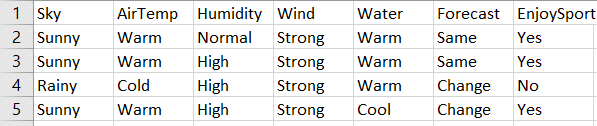 1 Sky AirTemp Humidity Wind Water Forecast EnjoySport
2 Sunny Warm Normal Strong Warm Same Yes
3 Sunny Warm High Strong Warm Same Yes
4 Rainy Cold High Strong Warm Change No
5 Sunny Warm High Strong Cool Change Yes